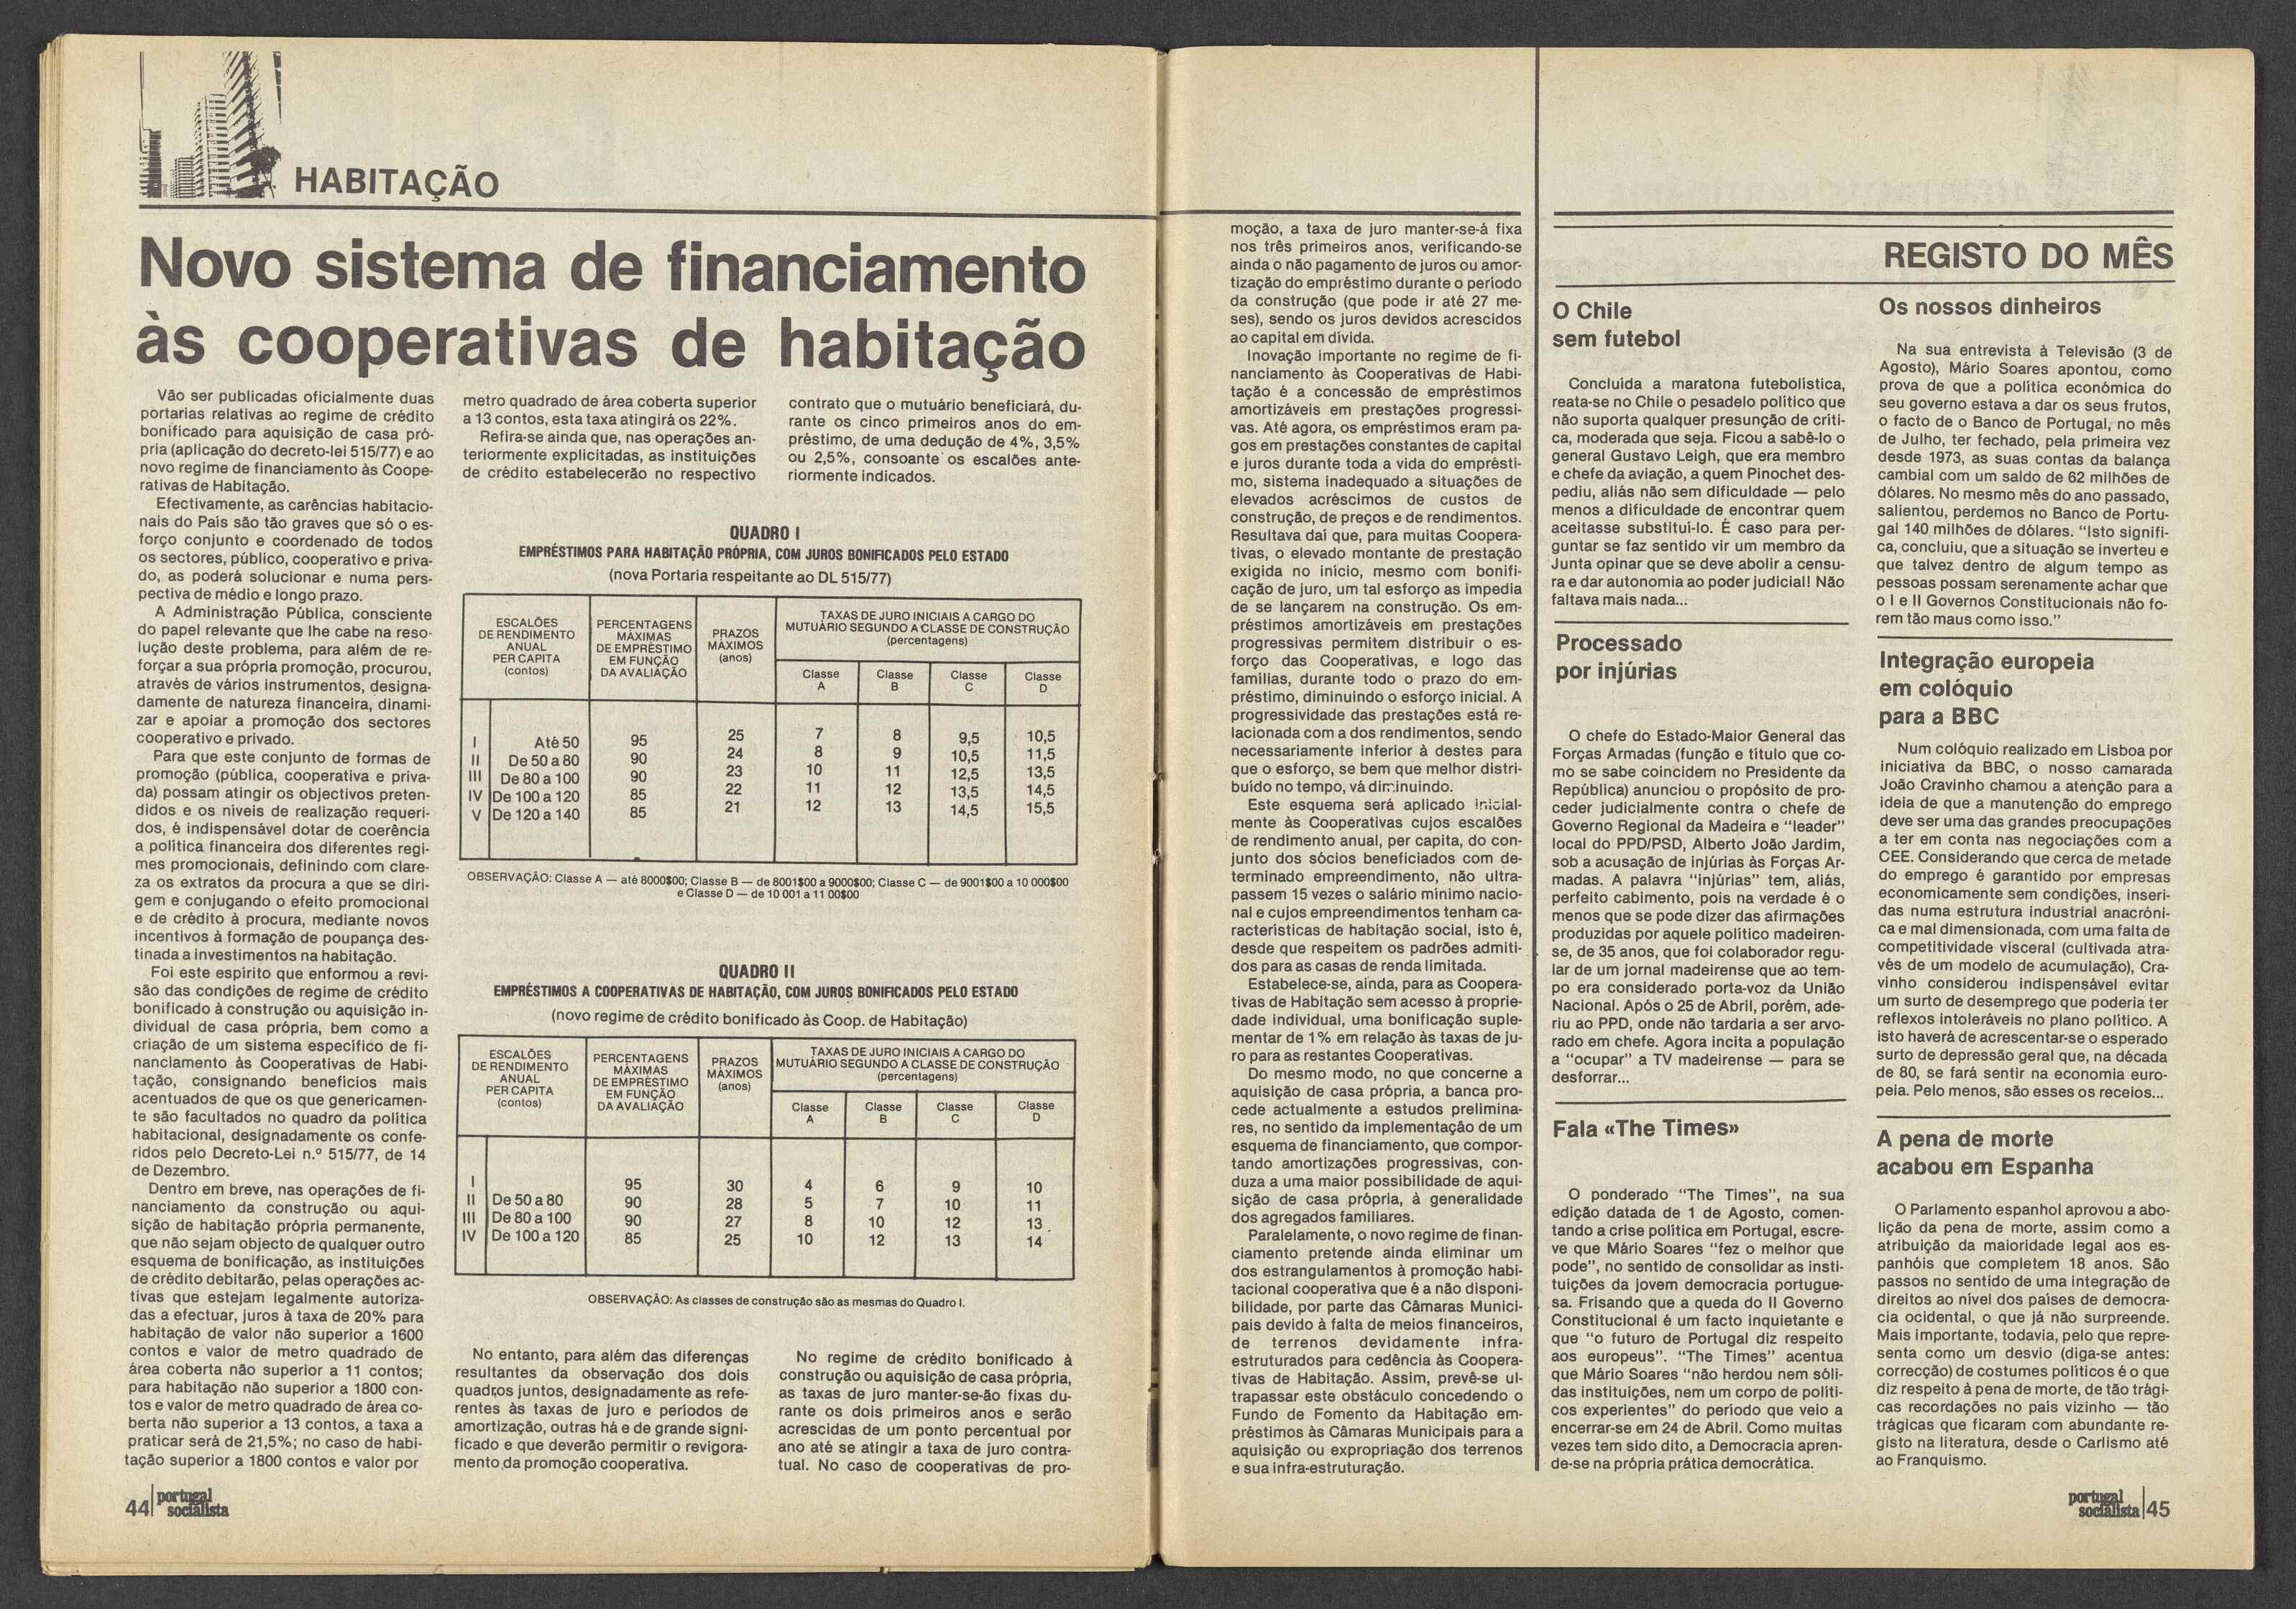 HABITAÇÃO
Novo sistema de financiamento
às cooperativas de habitação
Vão ser publicadas oficialmente duas
portarias relativas ao regime de crédito
bonificado para aquisição de casa pró-
pria (aplicação do decreto-lei 515/77) e ao
novo regime de financiamento às Coope-
rativas de Habitação.
Efectivamente, as carências habitacio-
nais do País são tão graves que só o es-
forço conjunto e coordenado de todos
os sectores, público, cooperativo e priva-
do, as poderá solucionar e numa pers-
pectiva de médio e longo prazo.
A Administração Pública, consciente
do papel relevante que lhe cabe na reso-
lução deste problema, para além de re-
forçar a sua própria promoção, procurou,
através de vários instrumentos, designa-
damente de natureza financeira, dinami-
zar e apoiar a promoção dos sectores
cooperativo e privado.
Para que este conjunto de formas de
promoção (pública, cooperativa e priva-
da) possam atingir os objectivos preten-
didos e os níveis de realização requeri-
dos, é indispensável dotar de coerência
a política financeira dos diferentes regi-
mes promocionais, definindo com clare-
za os extratos da procura a que se diri-
gem e conjugando o efeito promocional
e de crédito à procura, mediante novos
incentivos à formação de poupança des-
tinada a investimentos na habitação.
Foi este espírito que enformou a revi-
são das condições de regime de crédito
bonificado à construção ou aquisição in-
dividual de casa própria, bem como a
criação de um sistema específico de fi-
nanciamento às Cooperativas de Habi-
tação, consignando benefícios mais
acentuados de que os que genericamen-
te são facultados no quadro da política
habitacional, designadamente os confe-
ridos pelo Decreto-Lei n.º 515/77, de 14
de Dezembro.
Dentro em breve, nas operações de fi-
nanciamento da construção ou aqui-
sição de habitação própria permanente,
que não sejam objecto de qualquer outro
esquema de bonificação, as instituições
de crédito debitarão, pelas operações ac-
tivas que estejam legalmente autoriza-
das a efectuar, juros à taxa de 20% para
habitação de valor não superior a 1600
contos e valor de metro quadrado de
área coberta não superior a 11 contos;
para habitação não superior a 1800 con-
tos e valor de metro quadrado de área co-
berta não superior a 13 contos, a taxa a
praticar será de 21,5%; no caso de habi-
tação superior a 1800 contos e valor por
metro quadrado de área coberta superior
a 13 contos, esta taxa atingirá os 22%.
Refira-se ainda que, nas operações an-
teriormente explicitadas, as instituições
de crédito estabelecerão no respectivo
contrato que o mutuário beneficiará, du-
rante os cinco primeiros anos do em-
préstimo, de uma dedução de 4%, 3,5%
ou 2,5%, consoante os escalões ante-
riormente indicados.
QUADRO I
EMPRÉSTIMOS PARA HABITAÇÃO PRÓPRIA, COM JUROS BONIFICADOS PELO ESTADO
(nova Portaria respeitante ao DL 515/77)
ESCALÕES
DE RENDIMENTO
ANUAL
PER CAPITA
(contos)
PERCENTAGENS
MÁXIMAS
DE EMPRÉSTIMO
EM FUNÇÃO
DA AVALIAÇÃO
PRAZOS
MÁXIMOS
(anos)
TAXAS DE JURO INICIAIS A CARGO DO
MUTUÁRIO SEGUNDO A CLASSE DE CONSTRUÇÃO
(percentagens)
Classe A Classe B Classe C Classe D
I Até 50 95 25 7 8 9,5 10,5
II De 50 a 80 90 24 8 9 10,5 11,5
III De 80 a 100 90 23 10 11 12,5 13,5
IV De 100 a 120 85 22 11 12 13,5 14,5
V De 120 a 140 85 21 12 13 14,5 15,5
OBSERVAÇÃO: Classe A — até 8000$00; Classe B — de 8001$00 a 9000$00; Classe C — de 9001$00 a 10 000$00
e Classe D — de 10 001 a 11 00$00
QUADRO II
EMPRÉSTIMOS A COOPERATIVAS DE HABITAÇÃO, COM JUROS BONIFICADOS PELO ESTADO
(novo regime de crédito bonificado às Coop. de Habitação)
ESCALÕES
DE RENDIMENTO
ANUAL
PER CAPITA
(contos)
PERCENTAGENS
MÁXIMAS
DE EMPRÉSTIMO
EM FUNÇÃO
DA AVALIAÇÃO
PRAZOS
MÁXIMOS
(anos)
TAXAS DE JURO INICIAIS A CARGO DO
MUTUÁRIO SEGUNDO A CLASSE DE CONSTRUÇÃO
(percentagens)
Classe A Classe B Classe C Classe D
I 95 30 4 6 9 10
II De 50 a 80 90 28 5 7 10 11
III De 80 a 100 90 27 8 10 12 13
IV De 100 a 120 85 25 10 12 13 14
OBSERVAÇÃO: As classes de construção são as mesmas do Quadro I.
No entanto, para além das diferenças
resultantes da observação dos dois
quadros juntos, designadamente as refe-
rentes às taxas de juro e períodos de
amortização, outras há e de grande signi-
ficado e que deverão permitir o revigora-
mento da promoção cooperativa.
No regime de crédito bonificado à
construção ou aquisição de casa própria,
as taxas de juro manter-se-ão fixas du-
rante os dois primeiros anos e serão
acrescidas de um ponto percentual por
ano até se atingir a taxa de juro contra-
tual. No caso de cooperativas de pro-
44 portugal
socialista
moção, a taxa de juro manter-se-á fixa
nos três primeiros anos, verificando-se
ainda o não pagamento de juros ou amor-
tização do empréstimo durante o período
da construção (que pode ir até 27 me-
ses), sendo os juros devidos acrescidos
ao capital em dívida.
Inovação importante no regime de fi-
nanciamento às Cooperativas de Habi-
tação é a concessão de empréstimos
amortizáveis em prestações progressi-
vas. Até agora, os empréstimos eram pa-
gos em prestações constantes de capital
e juros durante toda a vida do emprésti-
mo, sistema inadequado a situações de
elevados acréscimos de custos de
construção, de preços e de rendimentos.
Resultava daí que, para muitas Coopera-
tivas, o elevado montante de prestação
exigida no início, mesmo com bonifi-
cação de juro, um tal esforço as impedia
de se lançarem na construção. Os em-
préstimos amortizáveis em prestações
progressivas permitem distribuir o es-
forço das Cooperativas, e logo das
famílias, durante todo o prazo do em-
préstimo, diminuindo o esforço inicial. A
progressividade das prestações está re-
lacionada com a dos rendimentos, sendo
necessariamente inferior à destes para
que o esforço, se bem que melhor distri-
buído no tempo, vá diminuindo.
Este esquema será aplicado inicial-
mente às Cooperativas cujos escalões
de rendimento anual, per capita, do con-
junto dos sócios beneficiados com de-
terminado empreendimento, não ultra-
passem 15 vezes o salário mínimo nacio-
nal e cujos empreendimentos tenham ca-
racterísticas de habitação social, isto é,
desde que respeitem os padrões admiti-
dos para as casas de renda limitada.
Estabelece-se, ainda, para as Coopera-
tivas de Habitação sem acesso à proprie-
dade individual, uma bonificação suple-
mentar de 1% em relação às taxas de ju-
ro para as restantes Cooperativas.
Do mesmo modo, no que concerne a
aquisição de casa própria, a banca pro-
cede actualmente a estudos prelimina-
res, no sentido da implementação de um
esquema de financiamento, que compor-
tando amortizações progressivas, con-
duza a uma maior possibilidade de aqui-
sição de casa própria, à generalidade
dos agregados familiares.
Paralelamente, o novo regime de finan-
ciamento pretende ainda eliminar um
dos estrangulamentos à promoção habi-
tacional cooperativa que é a não disponi-
bilidade, por parte das Câmaras Munici-
pais devido à falta de meios financeiros,
de terrenos devidamente infra-
estruturados para cedência às Coopera-
tivas de Habitação. Assim, prevê-se ul-
trapassar este obstáculo concedendo o
Fundo de Fomento da Habitação em-
préstimos às Câmaras Municipais para a
aquisição ou expropriação dos terrenos
e sua infra-estruturação.
REGISTO DO MÊS
O Chile
sem futebol
Concluída a maratona futebolística,
reata-se no Chile o pesadelo político que
não suporta qualquer presunção de críti-
ca, moderada que seja. Ficou a sabê-lo o
general Gustavo Leigh, que era membro
e chefe da aviação, a quem Pinochet des-
pediu, aliás não sem dificuldade — pelo
menos a dificuldade de encontrar quem
aceitasse substituí-lo. É caso para per-
guntar se faz sentido vir um membro da
Junta opinar que se deve abolir a censu-
ra e dar autonomia ao poder judicial! Não
faltava mais nada...
Processado
por injúrias
O chefe do Estado-Maior General das
Forças Armadas (função e título que co-
mo se sabe coincidem no Presidente da
República) anunciou o propósito de pro-
ceder judicialmente contra o chefe de
Governo Regional da Madeira e "leader"
local do PPD/PSD, Alberto João Jardim,
sob a acusação de injúrias às Forças Ar-
madas. A palavra "injúrias" tem, aliás,
perfeito cabimento, pois na verdade é o
menos que se pode dizer das afirmações
produzidas por aquele político madeiren-
se, de 35 anos, que foi colaborador regu-
lar de um jornal madeirense que ao tem-
po era considerado porta-voz da União
Nacional. Após o 25 de Abril, porém, ade-
riu ao PPD, onde não tardaria a ser arvo-
rado em chefe. Agora incita a população
a "ocupar" a TV madeirense — para se
desforrar...
Fala «The Times»
O ponderado "The Times", na sua
edição datada de 1 de Agosto, comen-
tando a crise política em Portugal, escre-
ve que Mário Soares "fez o melhor que
pode", no sentido de consolidar as insti-
tuições da jovem democracia portugue-
sa. Frisando que a queda do II Governo
Constitucional é um facto inquietante e
que "o futuro de Portugal diz respeito
aos europeus". "The Times" acentua
que Mário Soares "não herdou nem sóli-
das instituições, nem um corpo de políti-
cos experientes" do período que veio a
encerrar-se em 24 de Abril. Como muitas
vezes tem sido dito, a Democracia apren-
de-se na própria prática democrática.
Os nossos dinheiros
Na sua entrevista à Televisão (3 de
Agosto), Mário Soares apontou, como
prova de que a política económica do
seu governo estava a dar os seus frutos,
o facto de o Banco de Portugal, no mês
de Julho, ter fechado, pela primeira vez
desde 1973, as suas contas da balança
cambial com um saldo de 62 milhões de
dólares. No mesmo mês do ano passado,
salientou, perdemos no Banco de Portu-
gal 140 milhões de dólares. "Isto signifi-
ca, concluiu, que a situação se inverteu e
que talvez dentro de algum tempo as
pessoas possam serenamente achar que
o I e II Governos Constitucionais não fo-
rem tão maus como isso."
Integração europeia
em colóquio
para a BBC
Num colóquio realizado em Lisboa por
iniciativa da BBC, o nosso camarada
João Cravinho chamou a atenção para a
ideia de que a manutenção do emprego
deve ser uma das grandes preocupações
a ter em conta nas negociações com a
CEE. Considerando que cerca de metade
do emprego é garantido por empresas
economicamente sem condições, inseri-
das numa estrutura industrial anacróni-
ca e mal dimensionada, com uma falta de
competitividade visceral (cultivada atra-
vés de um modelo de acumulação), Cra-
vinho considerou indispensável evitar
um surto de desemprego que poderia ter
reflexos intoleráveis no plano político. A
isto haverá de acrescentar-se o esperado
surto de depressão geral que, na década
de 80, se fará sentir na economia euro-
peia. Pelo menos, são esses os receios...
A pena de morte
acabou em Espanha
O Parlamento espanhol aprovou a abo-
lição da pena de morte, assim como a
atribuição da maioridade legal aos es-
panhóis que completem 18 anos. São
passos no sentido de uma integração de
direitos ao nível dos países de democra-
cia ocidental, o que já não surpreende.
Mais importante, todavia, pelo que repre-
senta como um desvio (diga-se antes:
correcção) de costumes políticos é o que
diz respeito à pena de morte, de tão trági-
cas recordações no país vizinho — tão
trágicas que ficaram com abundante re-
gisto na literatura, desde o Carlismo até
ao Franquismo.
portugal
socialista 45